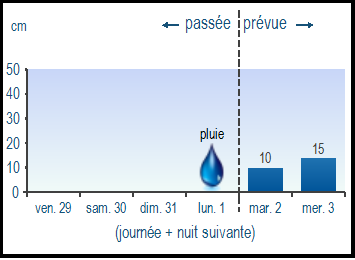 ← passée prévue →
cm
50
40
30
20
10
0
pluie
10
15
ven. 29 sam. 30 dim. 31 lun. 1 mar. 2 mer. 3
(journée + nuit suivante)